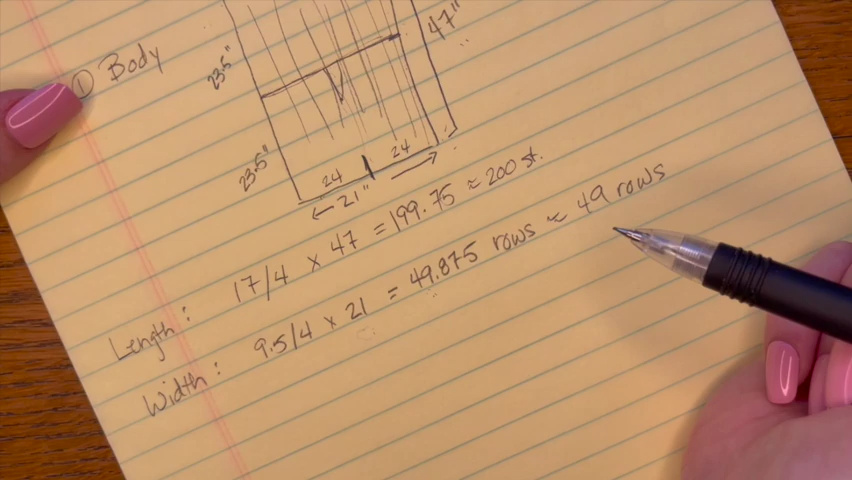 ① Body
23.5"
47"
23.5"
24 24
← 21" →
Length: 17/4 × 47 = 199.75 ≈ 200 st.
Width: 9.5/4 × 21 = 49.875 rows ≈ 49 rows